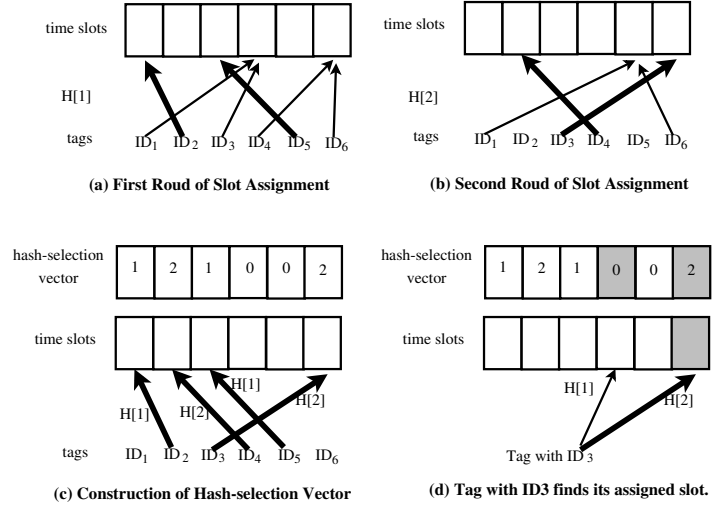 time slots
H[1]
tags ID1 ID2 ID3 ID4 ID5 ID6
(a) First Roud of Slot Assignment
time slots
H[2]
tags ID1 ID2 ID3 ID4 ID5 ID6
(b) Second Roud of Slot Assignment
hash-selection
vector
1 2 1 0 0 2
time slots
H[1] H[2] H[1] H[2]
tags ID1 ID2 ID3 ID4 ID5 ID6
(c) Construction of Hash-selection Vector
hash-selection
vector
1 2 1 0 0 2
time slots
H[1] H[2]
Tag with ID3
(d) Tag with ID3 finds its assigned slot.